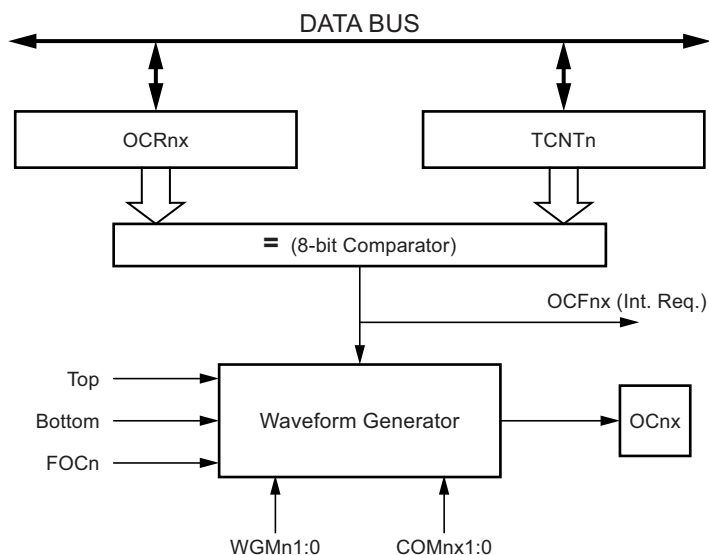 DATA BUS
OCRnx
TCNTn
= (8-bit Comparator)
OCFnx (Int. Req.)
Top
Bottom
FOCn
Waveform Generator
OCnx
WGMn1:0
COMnx1:0